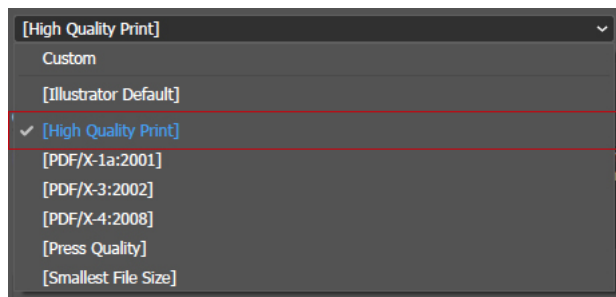 [High Quality Print]
Custom
[Illustrator Default]
[High Quality Print]
[PDF/X-1a:2001]
[PDF/X-3:2002]
[PDF/X-4:2008]
[Press Quality]
[Smallest File Size]